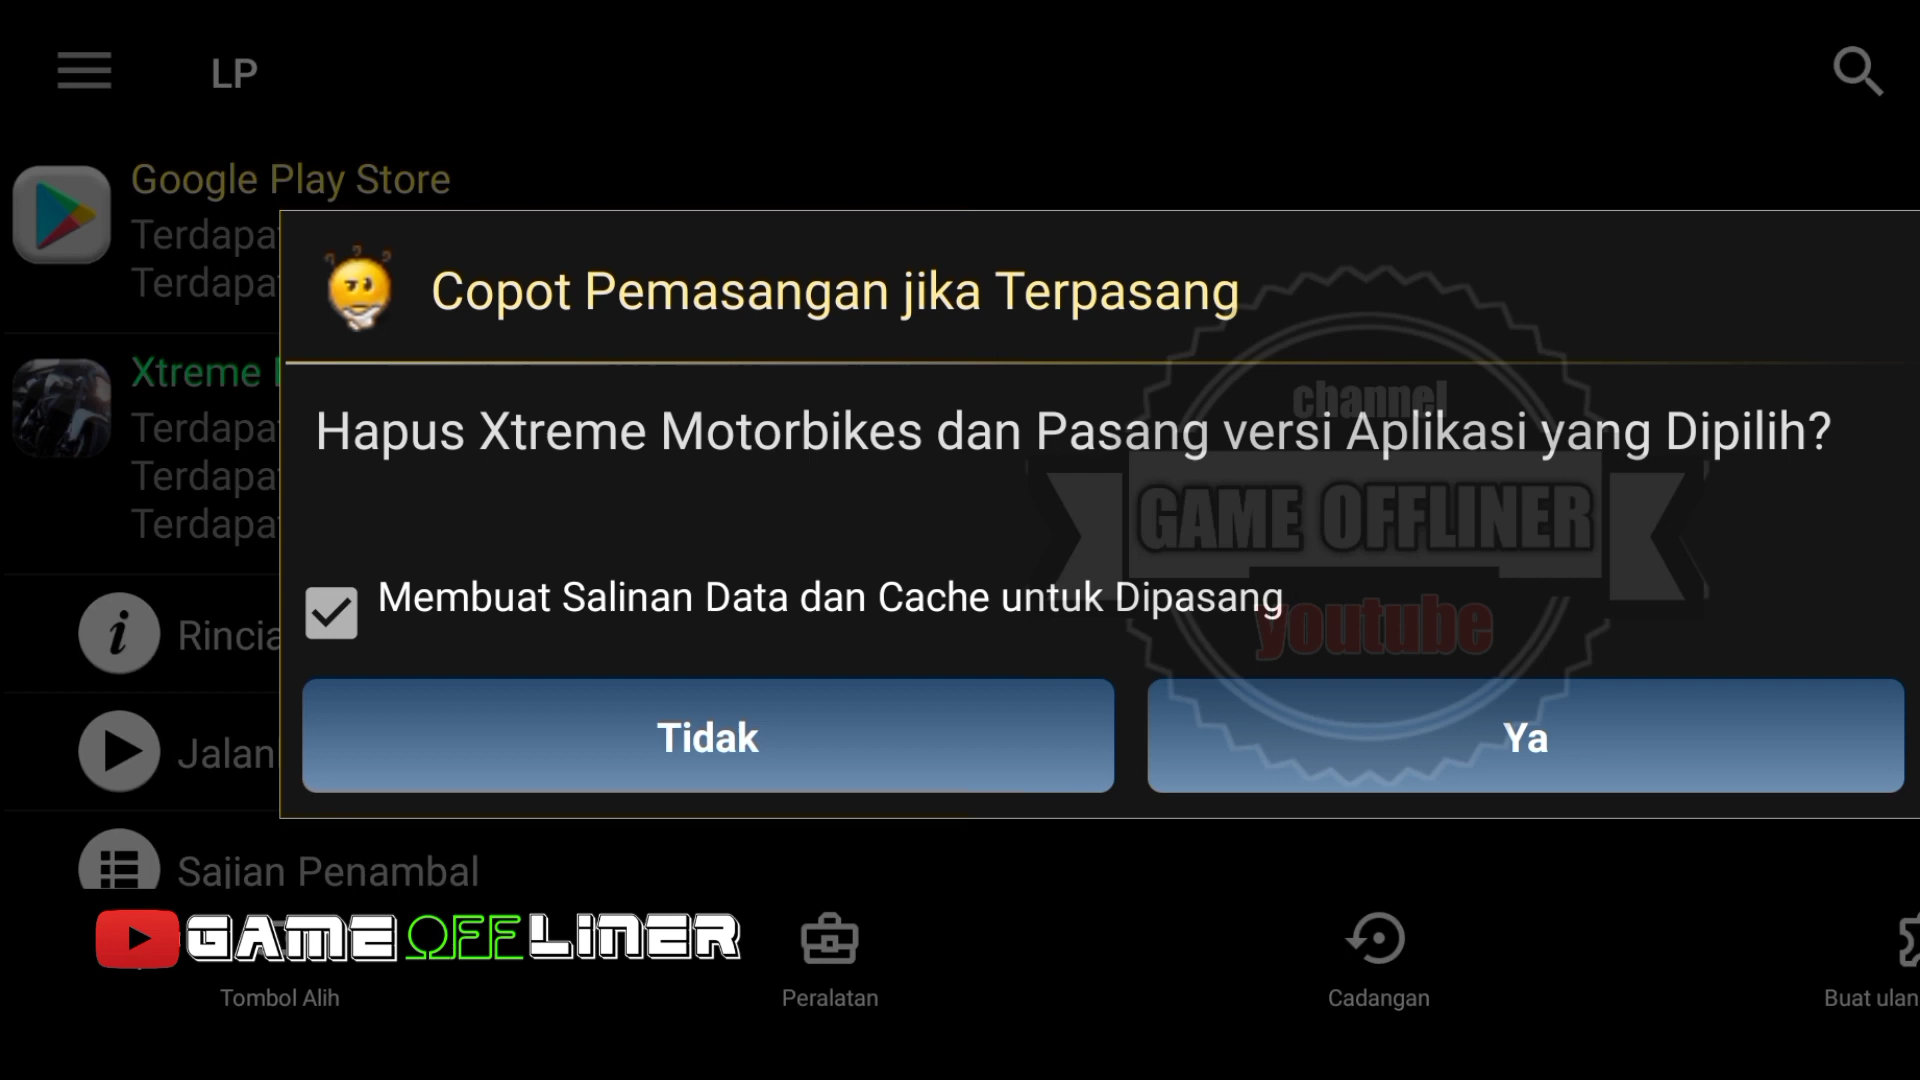 LP
Google Play Store
Terdapa
Terdapa
Copot Pemasangan jika Terpasang
Xtreme
Hapus Xtreme Motorbikes dan Pasang versi Aplikasi yang Dipilih?
Terdapa
Terdapa
Terdapat
channel
GAME OFFLINER
youtube
Membuat Salinan Data dan Cache untuk Dipasang
Rincia
Tidak
Ya
Jalan
Sajian Penambal
GAME OFFLINER
Tombol Alih
Peralatan
Cadangan
Buat ulan